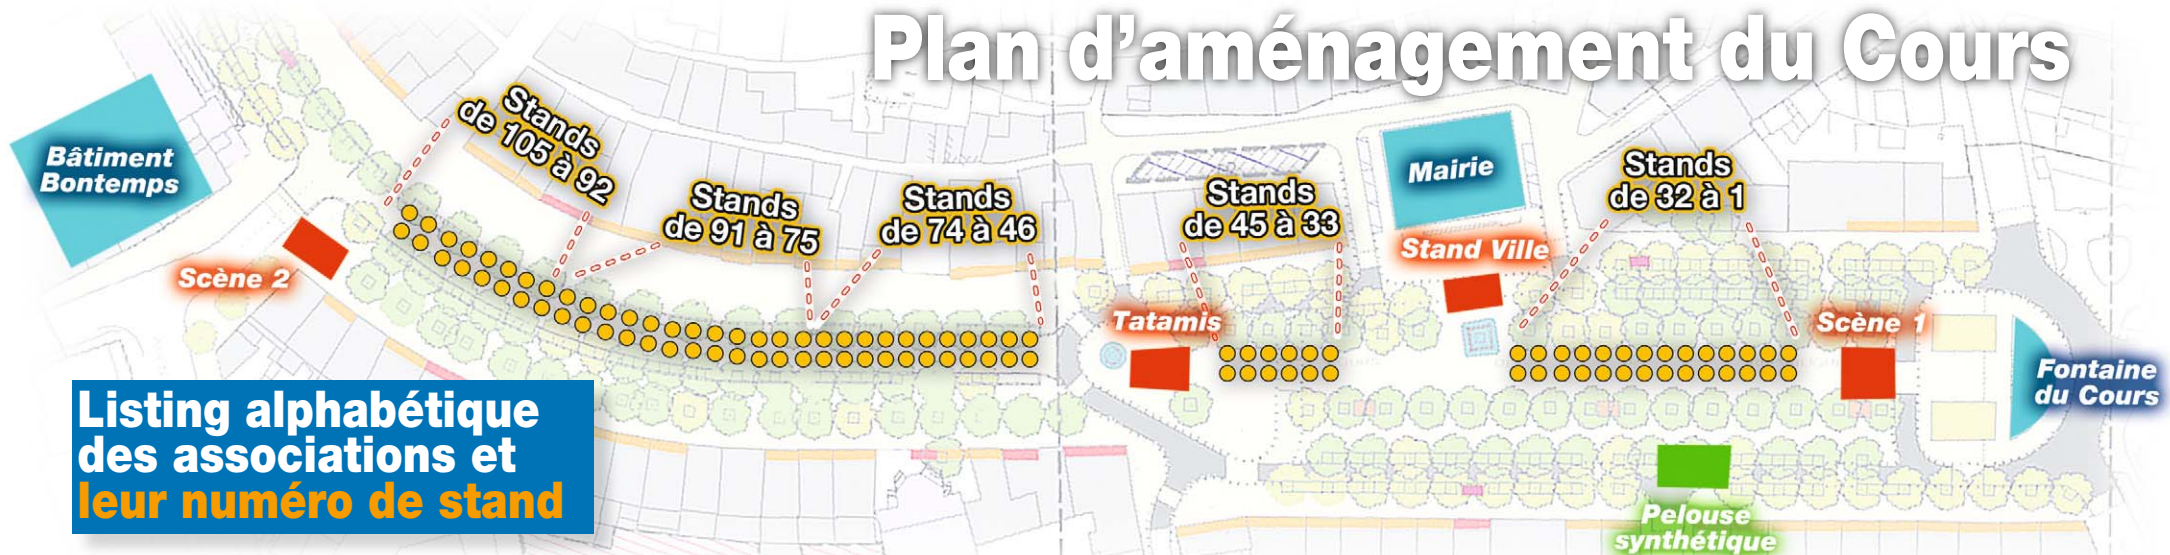 Plan d'aménagement du Cours
Bâtiment
Bontemps
Scène 2
Stands
de 105 à 92
Stands
de 91 à 75
Stands
de 74 à 46
Stands
de 45 à 33
Mairie
Stand Ville
Stands
de 32 à 1
Tatamis
Scène 1
Fontaine
du Cours
Pelouse
synthétique
Listing alphabétique
des associations et
leur numéro de stand